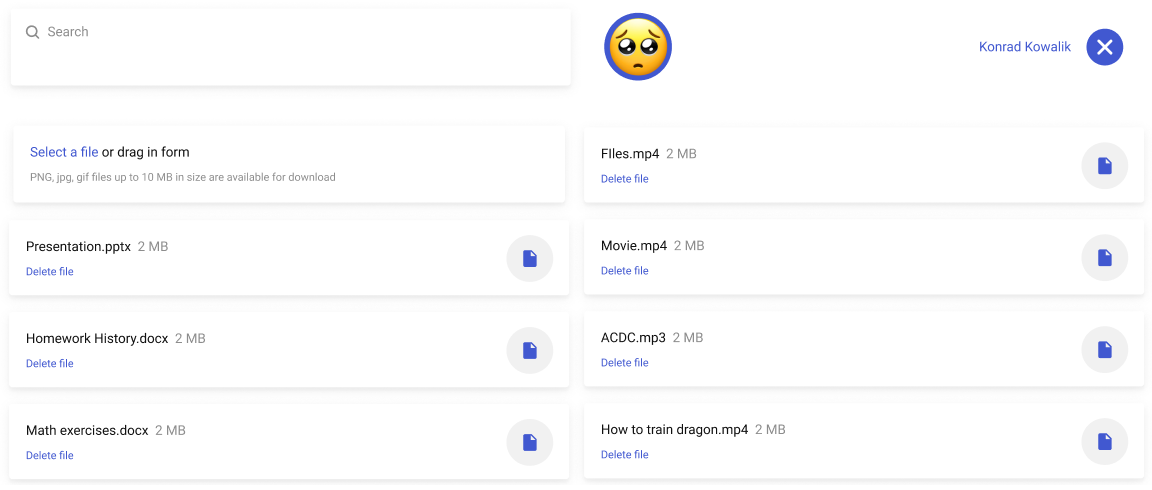 Search
Konrad Kowalik
Select a file or drag in form
PNG, jpg, gif files up to 10 MB in size are available for download
FIles.mp4 2 MB
Delete file
Presentation.pptx 2 MB
Delete file
Movie.mp4 2 MB
Delete file
Homework History.docx 2 MB
Delete file
ACDC.mp3 2 MB
Delete file
Math exercises.docx 2 MB
Delete file
How to train dragon.mp4 2 MB
Delete file